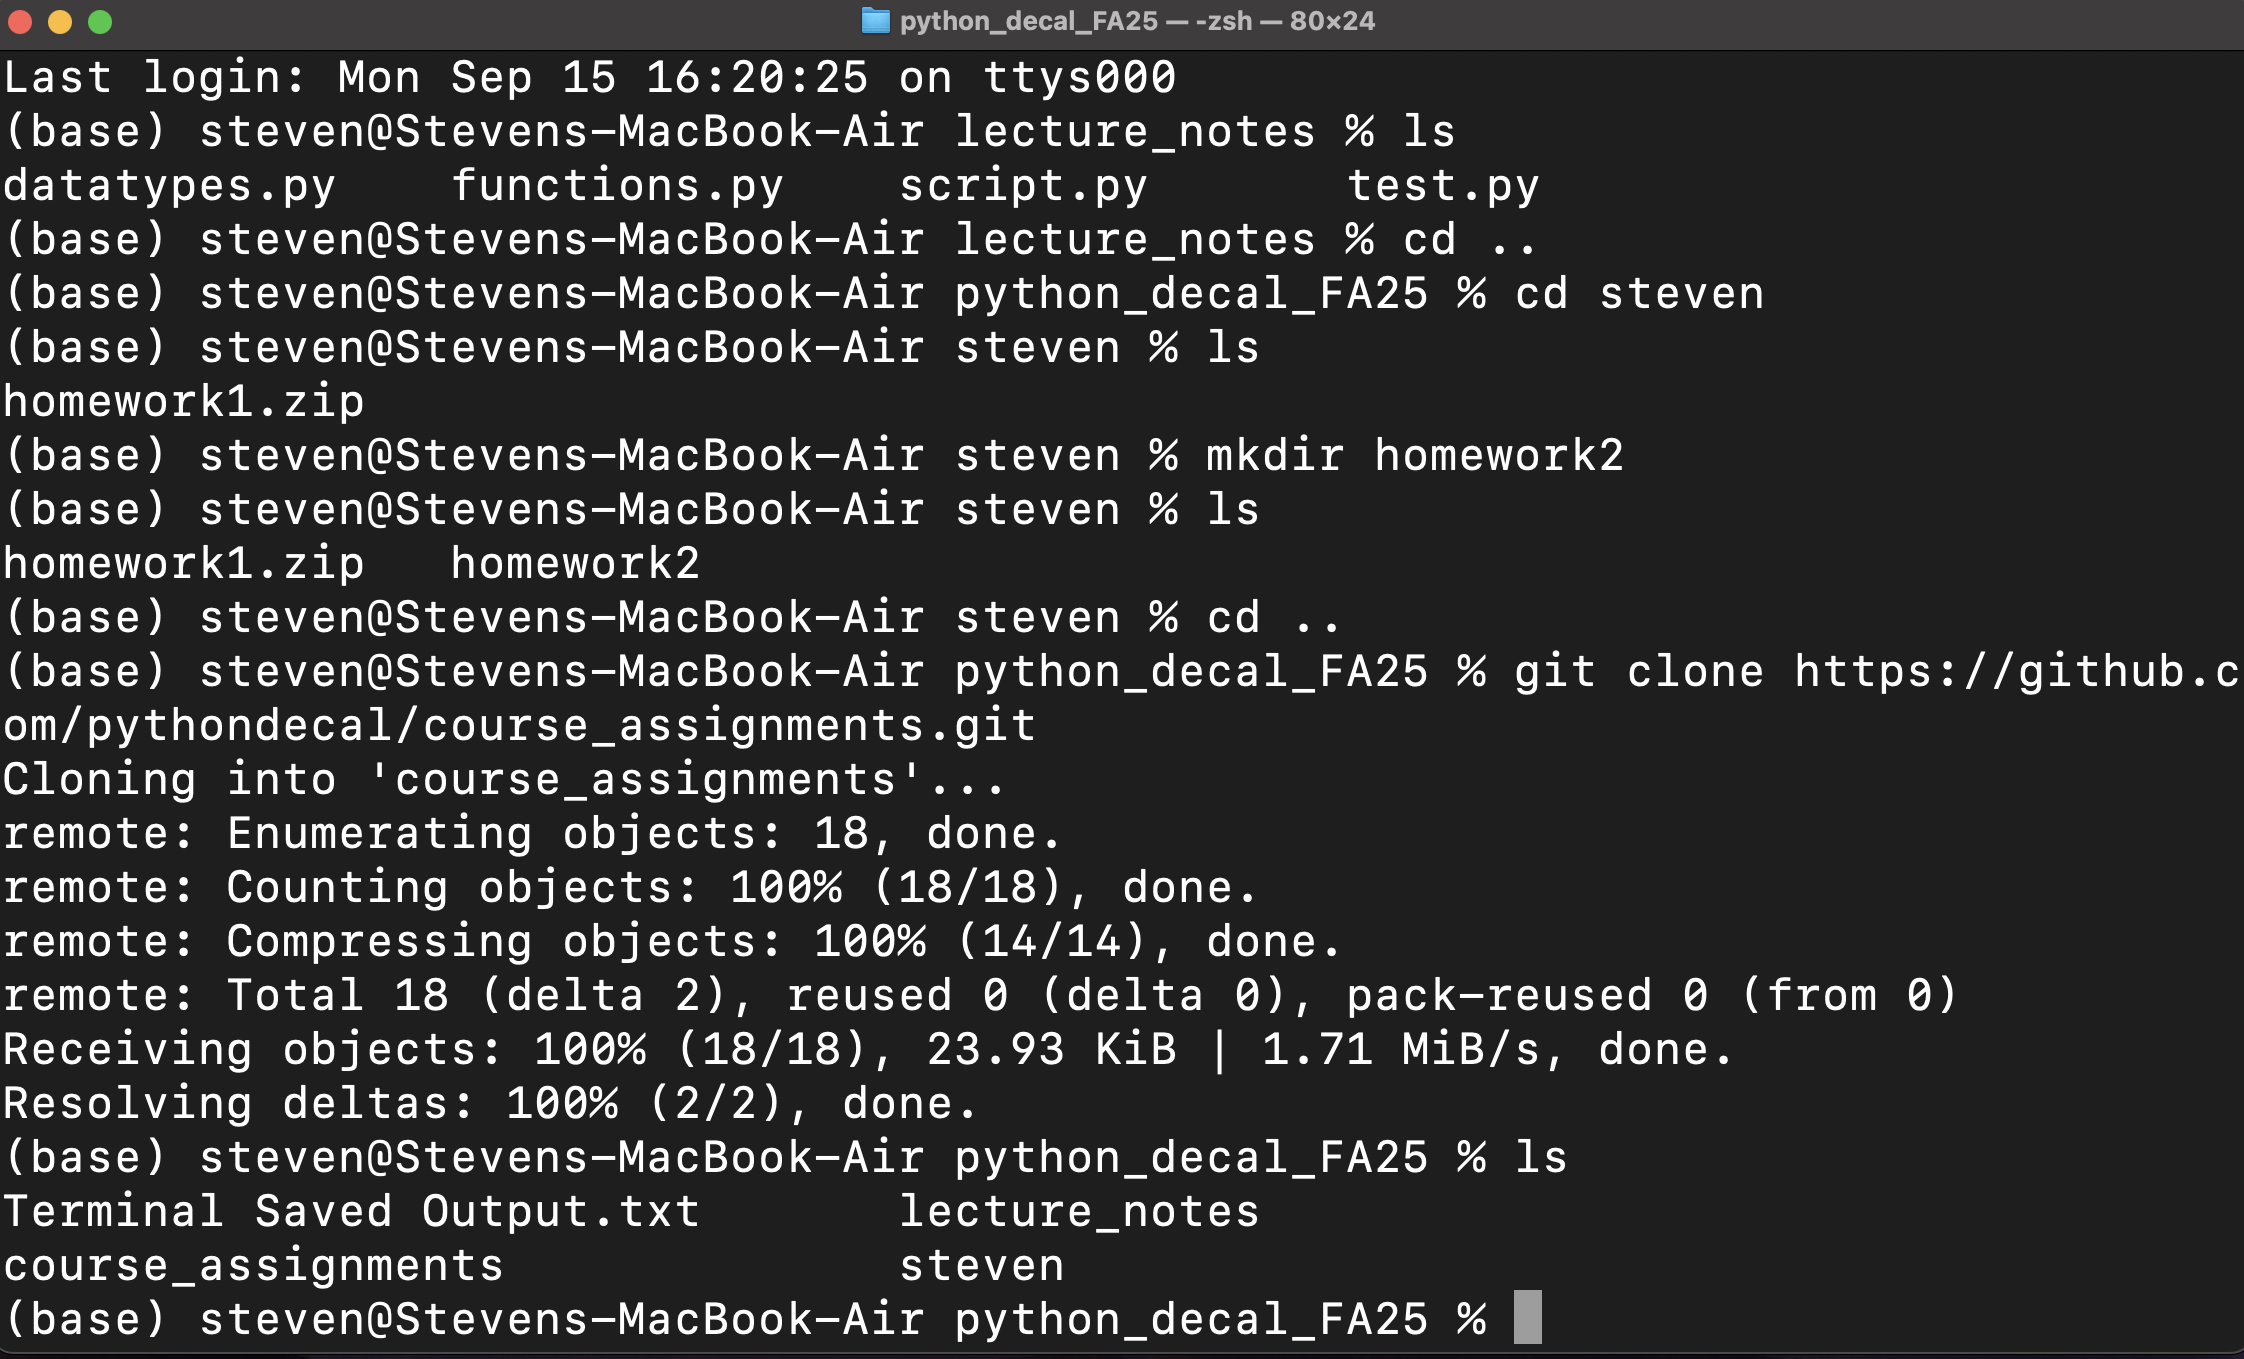 python_decal_FA25 — -zsh — 80×24
Last login: Mon Sep 15 16:20:25 on ttys000
(base) steven@Stevens-MacBook-Air lecture_notes % ls
datatypes.py    functions.py    script.py       test.py
(base) steven@Stevens-MacBook-Air lecture_notes % cd ..
(base) steven@Stevens-MacBook-Air python_decal_FA25 % cd steven
(base) steven@Stevens-MacBook-Air steven % ls
homework1.zip
(base) steven@Stevens-MacBook-Air steven % mkdir homework2
(base) steven@Stevens-MacBook-Air steven % ls
homework1.zip   homework2
(base) steven@Stevens-MacBook-Air steven % cd ..
(base) steven@Stevens-MacBook-Air python_decal_FA25 % git clone https://github.c
om/pythondecal/course_assignments.git
Cloning into 'course_assignments'...
remote: Enumerating objects: 18, done.
remote: Counting objects: 100% (18/18), done.
remote: Compressing objects: 100% (14/14), done.
remote: Total 18 (delta 2), reused 0 (delta 0), pack-reused 0 (from 0)
Receiving objects: 100% (18/18), 23.93 KiB | 1.71 MiB/s, done.
Resolving deltas: 100% (2/2), done.
(base) steven@Stevens-MacBook-Air python_decal_FA25 % ls
Terminal Saved Output.txt       lecture_notes
course_assignments              steven
(base) steven@Stevens-MacBook-Air python_decal_FA25 %